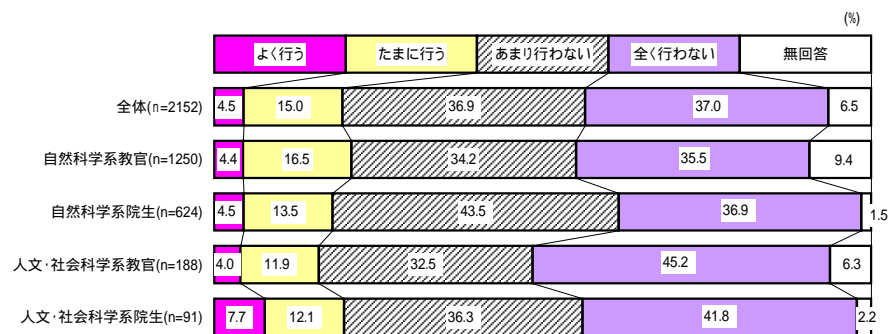 (%)
よく行う たまに行う あまり行わない 全く行わない 無回答
全体(n=2152) 4.5 15.0 36.9 37.0 6.5
自然科学系教官(n=1250) 4.4 16.5 34.2 35.5 9.4
自然科学系院生(n=624) 4.5 13.5 43.5 36.9 1.5
人文･社会科学系教官(n=188) 4.0 11.9 32.5 45.2 6.3
人文･社会科学系院生(n=91) 7.7 12.1 36.3 41.8 2.2